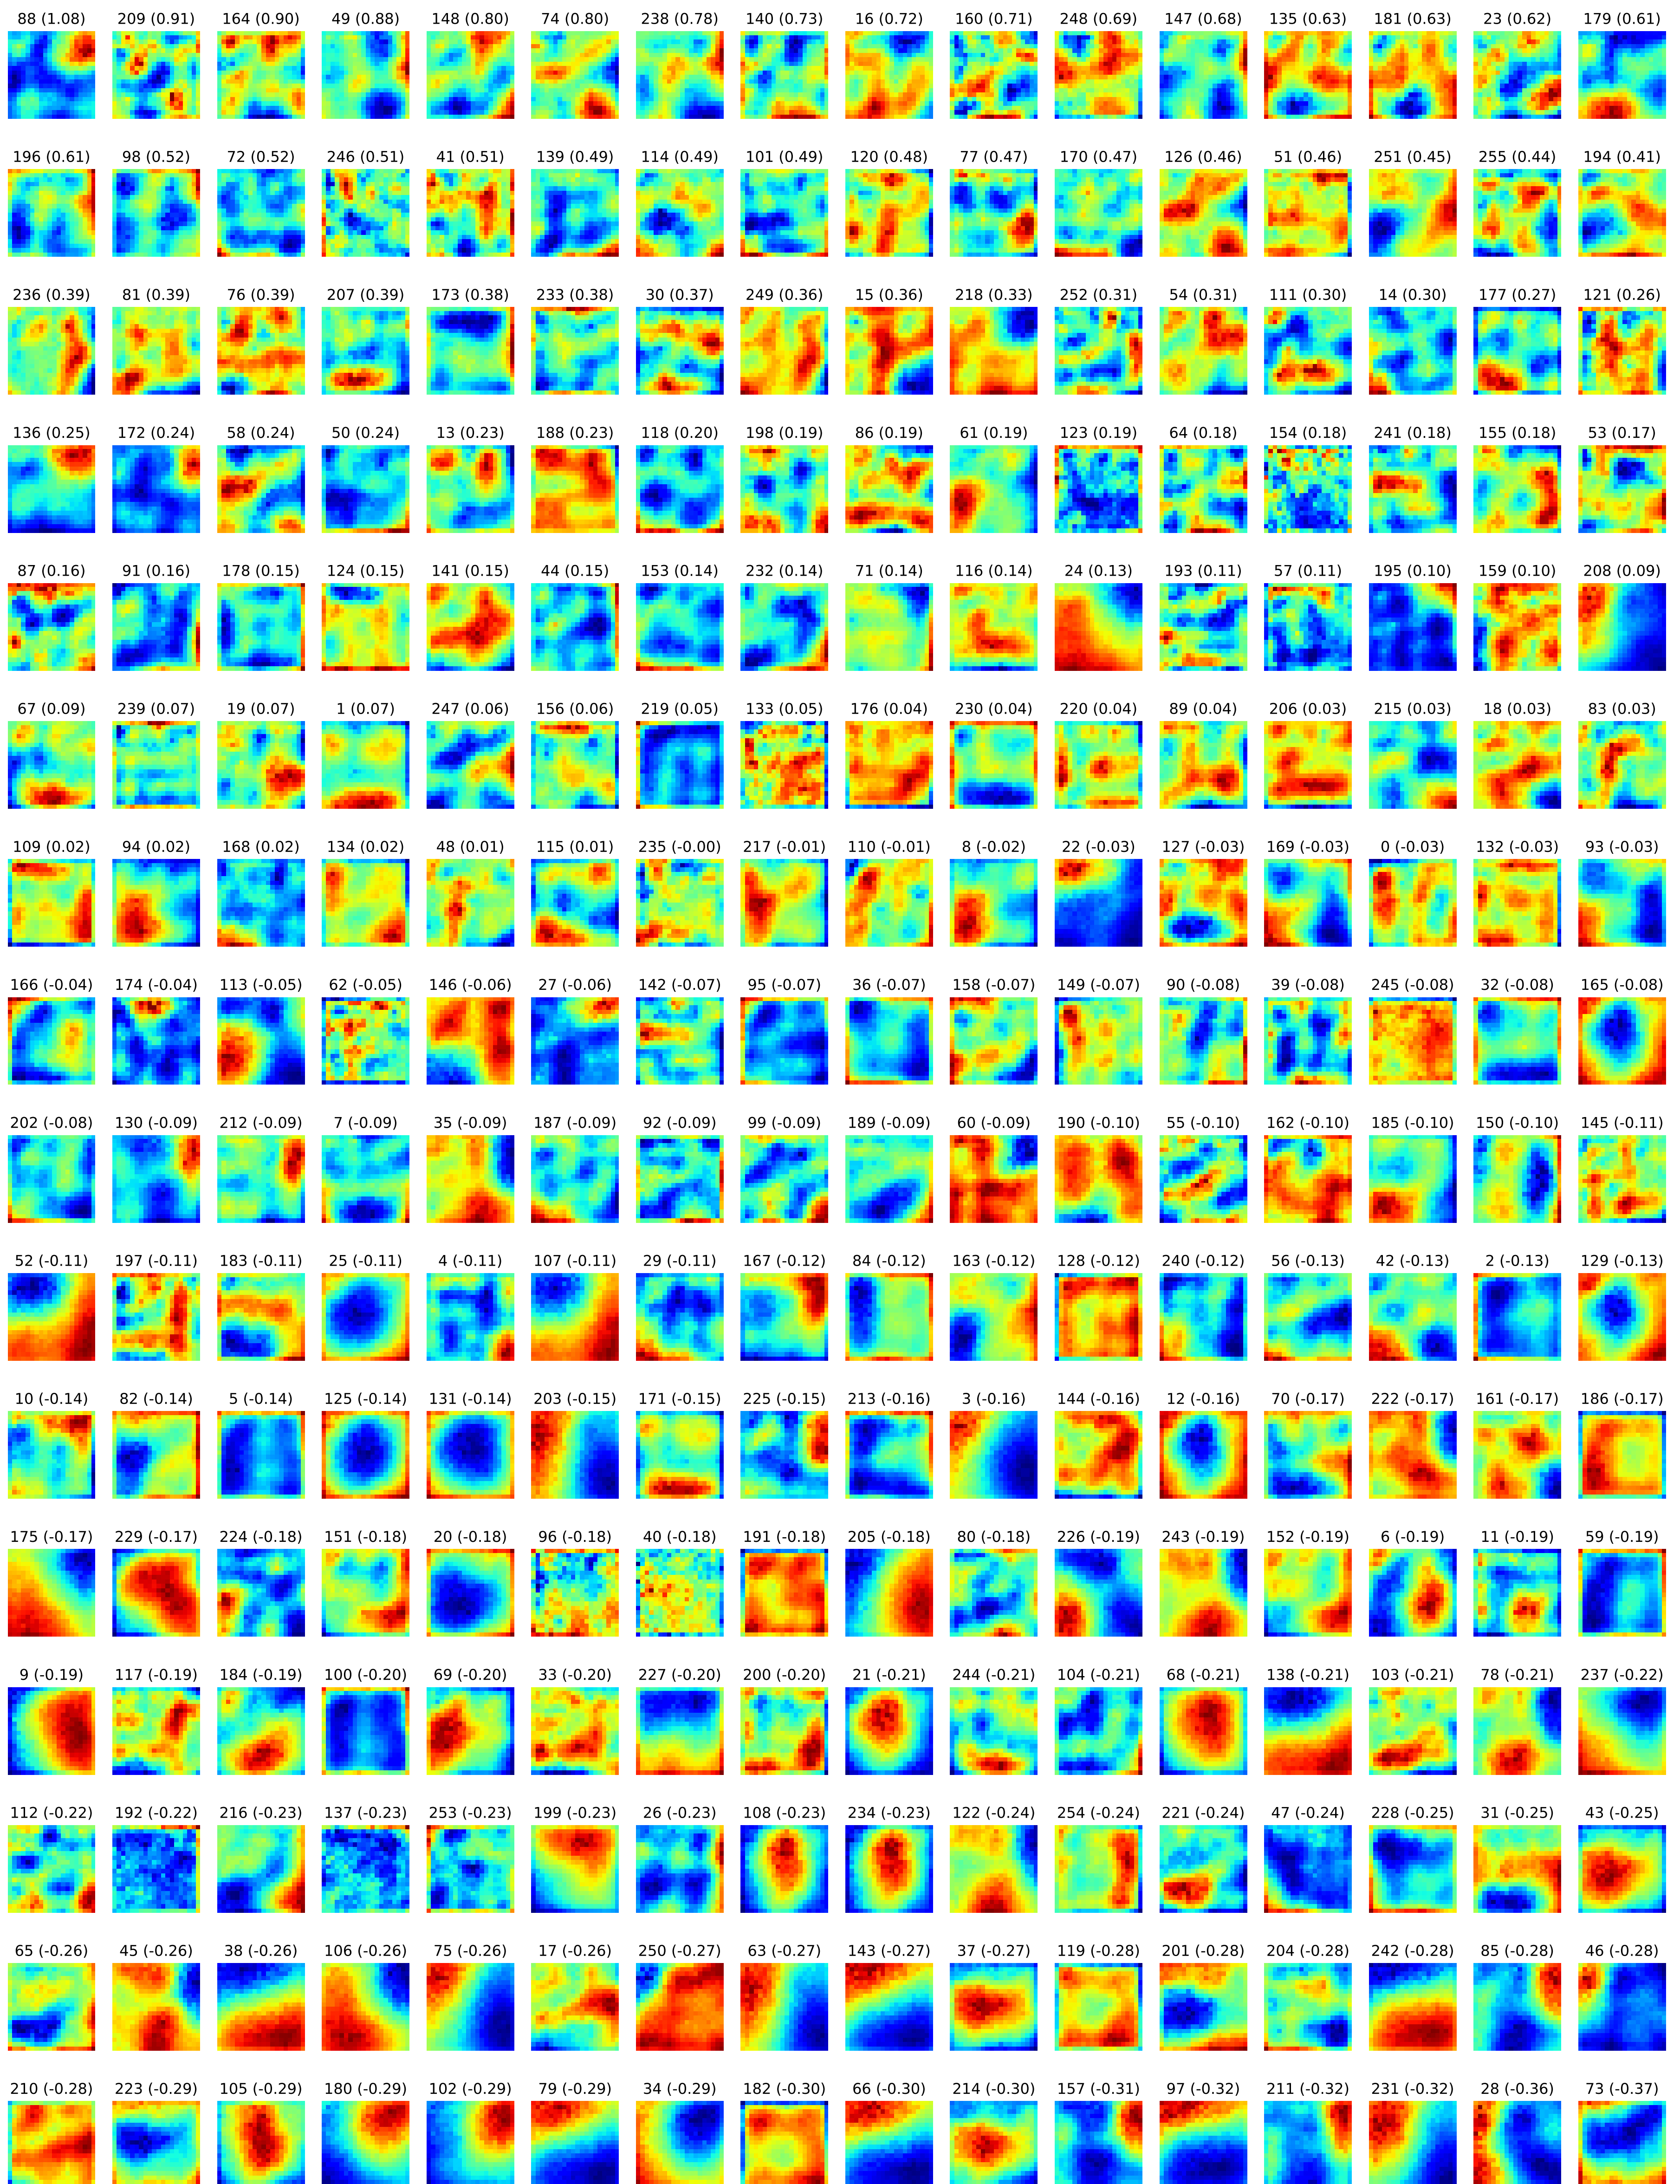 88 (1.08) 209 (0.91) 164 (0.90) 49 (0.88) 148 (0.80) 74 (0.80) 238 (0.78) 140 (0.73) 16 (0.72) 160 (0.71) 248 (0.69) 147 (0.68) 135 (0.63) 181 (0.63) 23 (0.62) 179 (0.61)
196 (0.61) 98 (0.52) 72 (0.52) 246 (0.51) 41 (0.51) 139 (0.49) 114 (0.49) 101 (0.49) 120 (0.48) 77 (0.47) 170 (0.47) 126 (0.46) 51 (0.46) 251 (0.45) 255 (0.44) 194 (0.41)
236 (0.39) 81 (0.39) 76 (0.39) 207 (0.39) 173 (0.38) 233 (0.38) 30 (0.37) 249 (0.36) 15 (0.36) 218 (0.33) 252 (0.31) 54 (0.31) 111 (0.30) 14 (0.30) 177 (0.27) 121 (0.26)
136 (0.25) 172 (0.24) 58 (0.24) 50 (0.24) 13 (0.23) 188 (0.23) 118 (0.20) 198 (0.19) 86 (0.19) 61 (0.19) 123 (0.19) 64 (0.18) 154 (0.18) 241 (0.18) 155 (0.18) 53 (0.17)
87 (0.16) 91 (0.16) 178 (0.15) 124 (0.15) 141 (0.15) 44 (0.15) 153 (0.14) 232 (0.14) 71 (0.14) 116 (0.14) 24 (0.13) 193 (0.11) 57 (0.11) 195 (0.10) 159 (0.10) 208 (0.09)
67 (0.09) 239 (0.07) 19 (0.07) 1 (0.07) 247 (0.06) 156 (0.06) 219 (0.05) 133 (0.05) 176 (0.04) 230 (0.04) 220 (0.04) 89 (0.04) 206 (0.03) 215 (0.03) 18 (0.03) 83 (0.03)
109 (0.02) 94 (0.02) 168 (0.02) 134 (0.02) 48 (0.01) 115 (0.01) 235 (-0.00) 217 (-0.01) 110 (-0.01) 8 (-0.02) 22 (-0.03) 127 (-0.03) 169 (-0.03) 0 (-0.03) 132 (-0.03) 93 (-0.03)
166 (-0.04) 174 (-0.04) 113 (-0.05) 62 (-0.05) 146 (-0.06) 27 (-0.06) 142 (-0.07) 95 (-0.07) 36 (-0.07) 158 (-0.07) 149 (-0.07) 90 (-0.08) 39 (-0.08) 245 (-0.08) 32 (-0.08) 165 (-0.08)
202 (-0.08) 130 (-0.09) 212 (-0.09) 7 (-0.09) 35 (-0.09) 187 (-0.09) 92 (-0.09) 99 (-0.09) 189 (-0.09) 60 (-0.09) 190 (-0.10) 55 (-0.10) 162 (-0.10) 185 (-0.10) 150 (-0.10) 145 (-0.11)
52 (-0.11) 197 (-0.11) 183 (-0.11) 25 (-0.11) 4 (-0.11) 107 (-0.11) 29 (-0.11) 167 (-0.12) 84 (-0.12) 163 (-0.12) 128 (-0.12) 240 (-0.12) 56 (-0.13) 42 (-0.13) 2 (-0.13) 129 (-0.13)
10 (-0.14) 82 (-0.14) 5 (-0.14) 125 (-0.14) 131 (-0.14) 203 (-0.15) 171 (-0.15) 225 (-0.15) 213 (-0.16) 3 (-0.16) 144 (-0.16) 12 (-0.16) 70 (-0.17) 222 (-0.17) 161 (-0.17) 186 (-0.17)
175 (-0.17) 229 (-0.17) 224 (-0.18) 151 (-0.18) 20 (-0.18) 96 (-0.18) 40 (-0.18) 191 (-0.18) 205 (-0.18) 80 (-0.18) 226 (-0.19) 243 (-0.19) 152 (-0.19) 6 (-0.19) 11 (-0.19) 59 (-0.19)
9 (-0.19) 117 (-0.19) 184 (-0.19) 100 (-0.20) 69 (-0.20) 33 (-0.20) 227 (-0.20) 200 (-0.20) 21 (-0.21) 244 (-0.21) 104 (-0.21) 68 (-0.21) 138 (-0.21) 103 (-0.21) 78 (-0.21) 237 (-0.22)
112 (-0.22) 192 (-0.22) 216 (-0.23) 137 (-0.23) 253 (-0.23) 199 (-0.23) 26 (-0.23) 108 (-0.23) 234 (-0.23) 122 (-0.24) 254 (-0.24) 221 (-0.24) 47 (-0.24) 228 (-0.25) 31 (-0.25) 43 (-0.25)
65 (-0.26) 45 (-0.26) 38 (-0.26) 106 (-0.26) 75 (-0.26) 17 (-0.26) 250 (-0.27) 63 (-0.27) 143 (-0.27) 37 (-0.27) 119 (-0.28) 201 (-0.28) 204 (-0.28) 242 (-0.28) 85 (-0.28) 46 (-0.28)
210 (-0.28) 223 (-0.29) 105 (-0.29) 180 (-0.29) 102 (-0.29) 79 (-0.29) 34 (-0.29) 182 (-0.30) 66 (-0.30) 214 (-0.30) 157 (-0.31) 97 (-0.32) 211 (-0.32) 231 (-0.32) 28 (-0.36) 73 (-0.37)